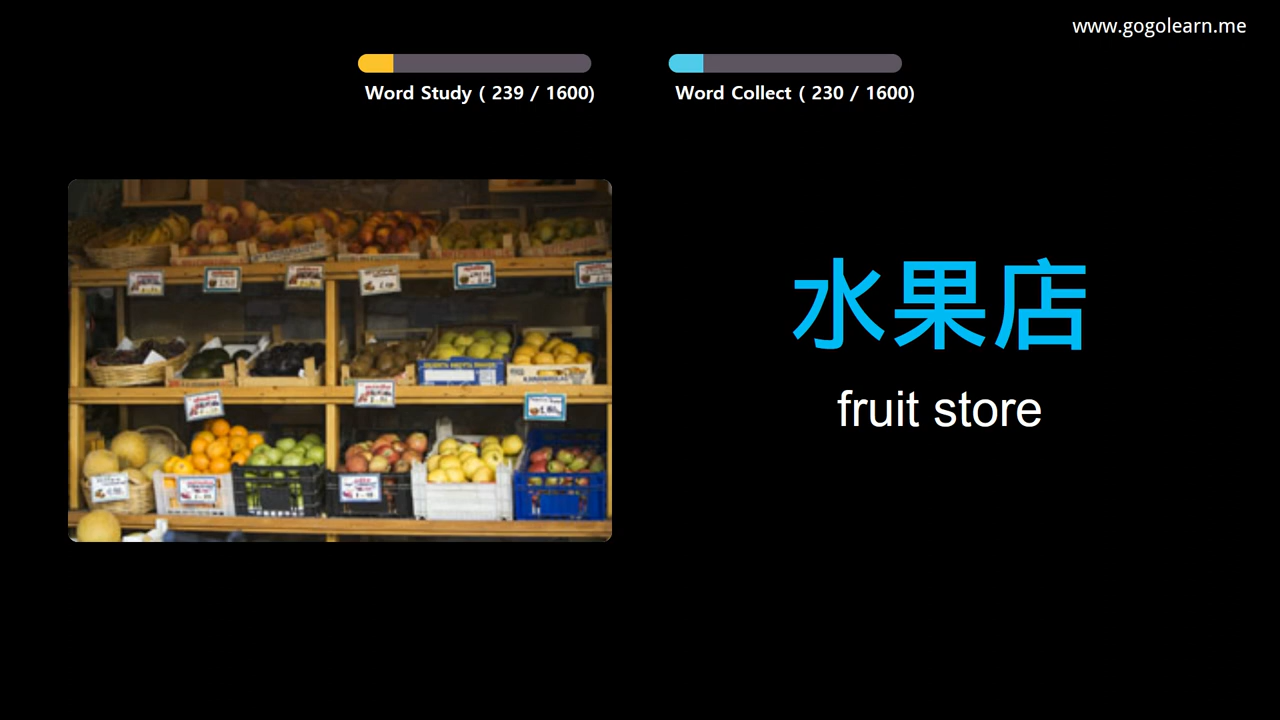 www.gogolearn.me
Word Study ( 239 / 1600)
Word Collect ( 230 / 1600)
水果店
fruit store